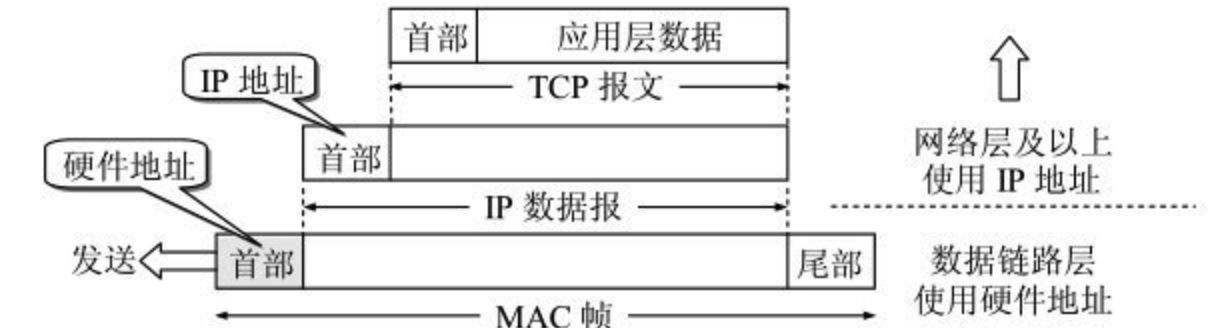 首部 应用层数据
IP 地址
TCP 报文
首部
网络层及以上
使用 IP 地址
硬件地址
IP 数据报
发送
首部
尾部
数据链路层
使用硬件地址
MAC 帧